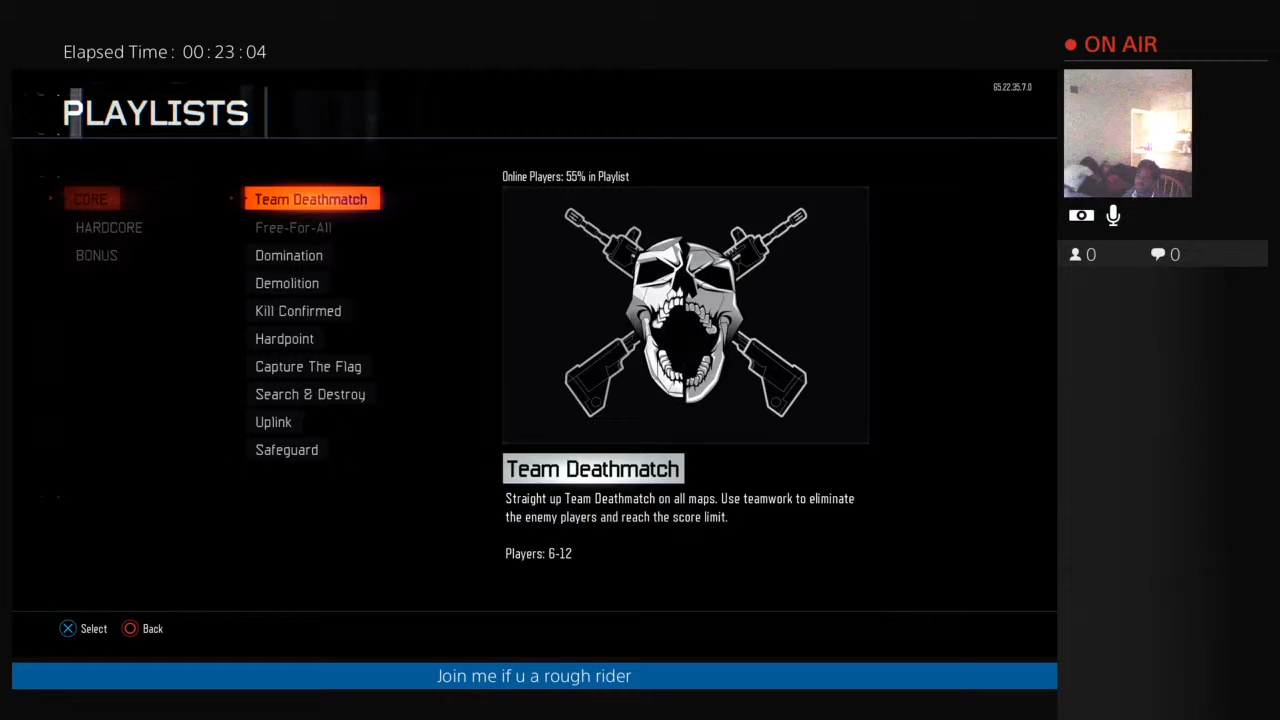 Elapsed Time: 00:23:04
ON AIR
65.22.35.7.0
PLAYLISTS
Online Players: 55% in Playlist
CORE
HARDCORE
BONUS
Team Deathmatch
Free-For-All
Domination
Demolition
Kill Confirmed
Hardpoint
Capture The Flag
Search & Destroy
Uplink
Safeguard
0
0
Team Deathmatch
Straight up Team Deathmatch on all maps. Use teamwork to eliminate
the enemy players and reach the score limit.
Players: 6-12
Select
Back
Join me if u a rough rider